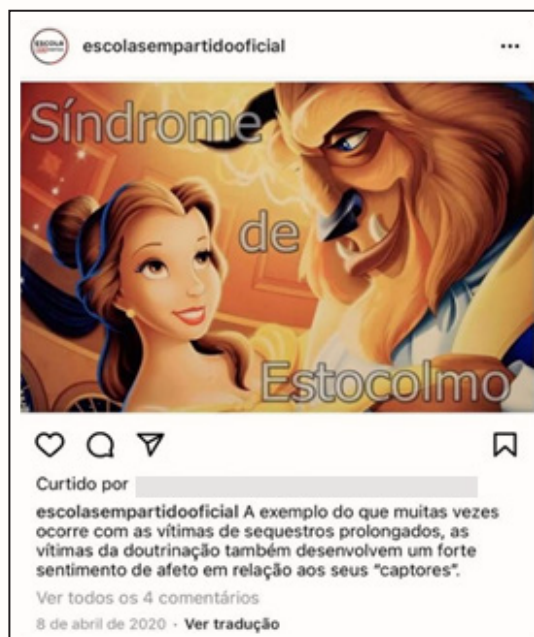 escolasempartidooficial
Síndrome
de
Estocolmo
Curtido por
escolasempartidooficial A exemplo do que muitas vezes
ocorre com as vítimas de sequestros prolongados, as
vítimas da doutrinação também desenvolvem um forte
sentimento de afeto em relação aos seus “captores”.
Ver todos os 4 comentários
8 de abril de 2020 · Ver tradução